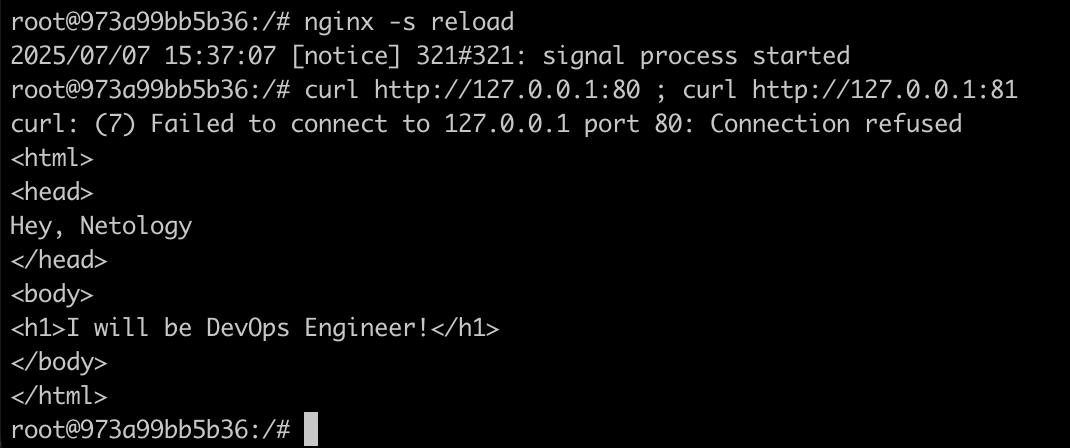 root@973a99bb5b36:/# nginx -s reload
2025/07/07 15:37:07 [notice] 321#321: signal process started
root@973a99bb5b36:/# curl http://127.0.0.1:80 ; curl http://127.0.0.1:81
curl: (7) Failed to connect to 127.0.0.1 port 80: Connection refused
<html>
<head>
Hey, Netology
</head>
<body>
<h1>I will be DevOps Engineer!</h1>
</body>
</html>
root@973a99bb5b36:/#